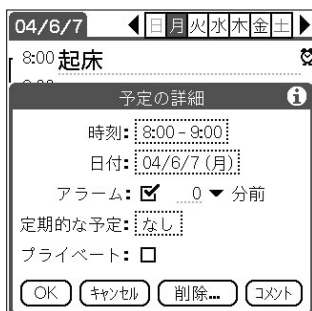 04/6/7 日 月 火 水 木 金 土
8:00 起床
予定の詳細
時刻: 8:00 - 9:00
日付: 04/6/7 (月)
アラーム: 0 分前
定期的な予定: なし
プライベート:
OK キャンセル 削除... コメント